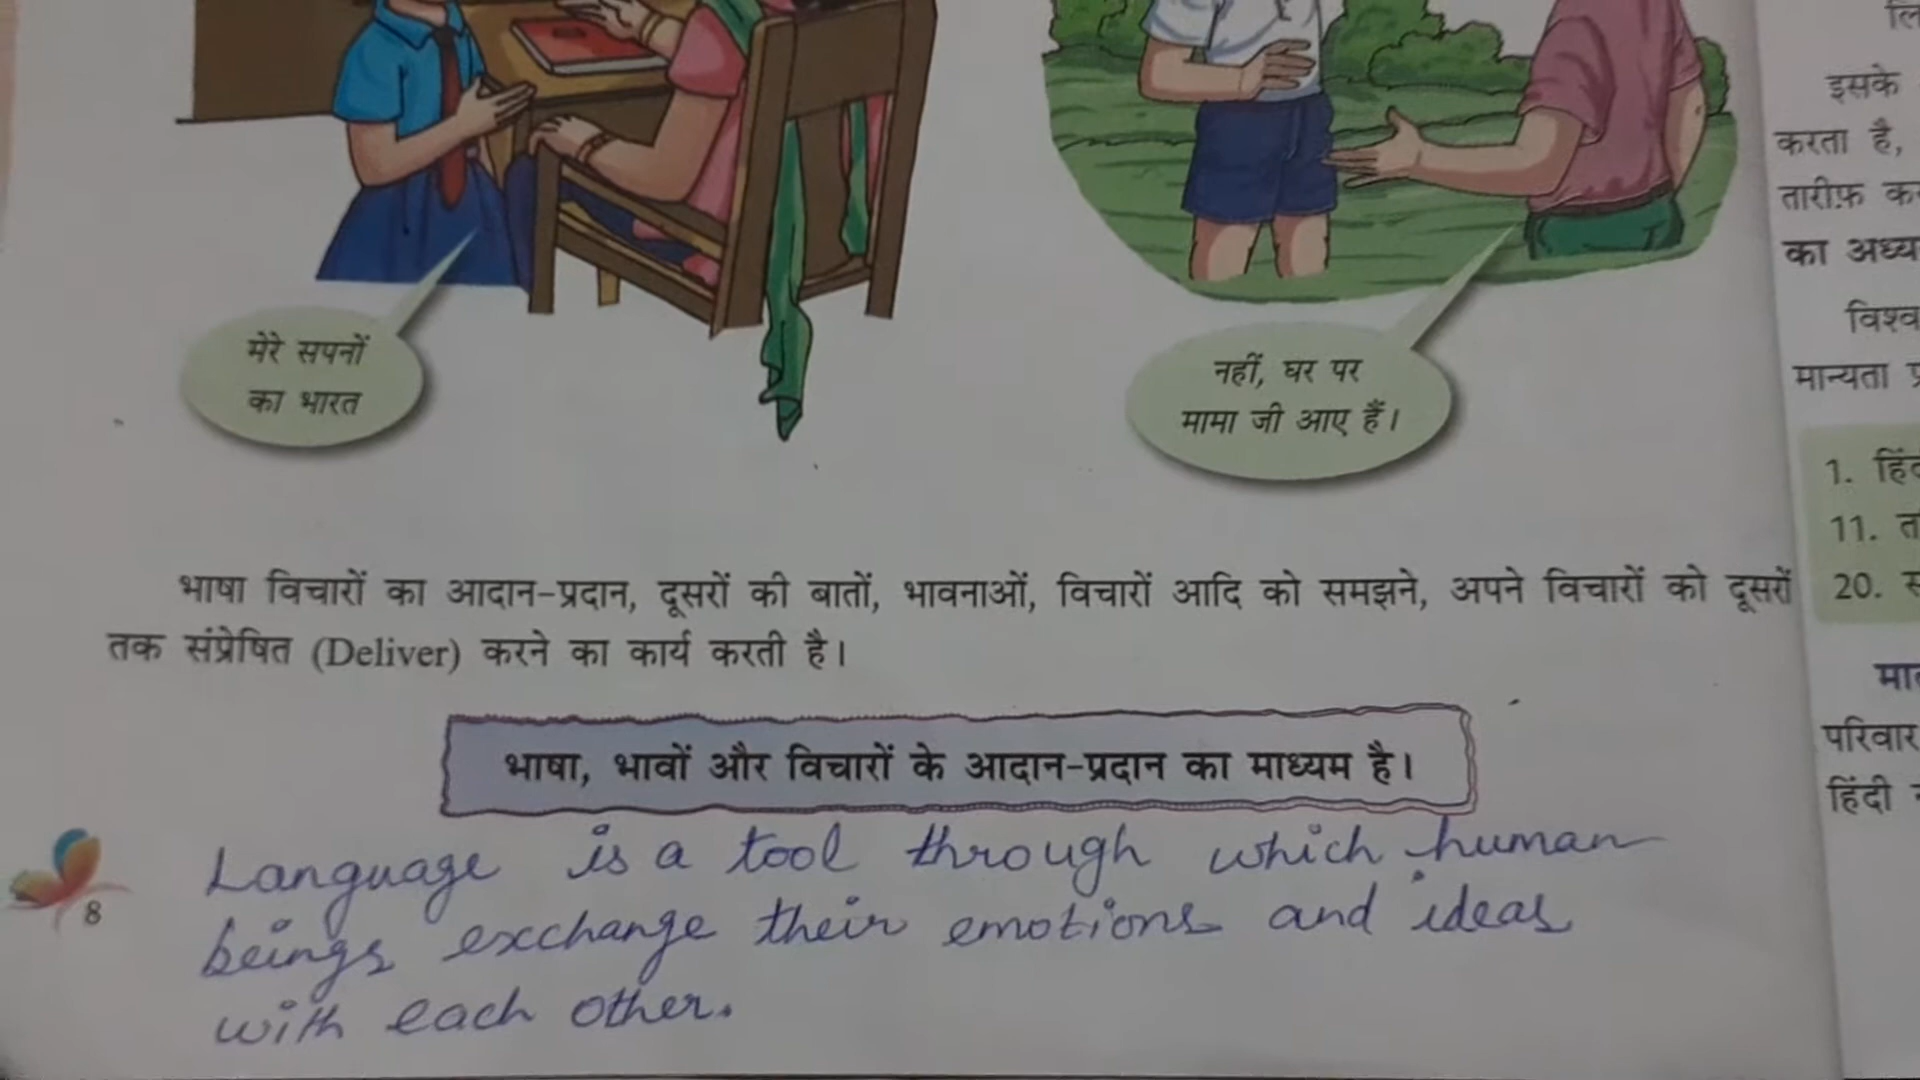 मेरे सपनों
का भारत
नहीं, घर पर
मामा जी आए हैं।
भाषा विचारों का आदान-प्रदान, दूसरों की बातों, भावनाओं, विचारों आदि को समझने, अपने विचारों को दूसरों
तक संप्रेषित (Deliver) करने का कार्य करती है।
भाषा, भावों और विचारों के आदान-प्रदान का माध्यम है।
Language is a tool through which human
beings exchange their emotions and ideas
with each other.
8
इसके
करता है,
तारीफ़
का
मान्यता
1.
11.
20.
परिवार
हिंदी